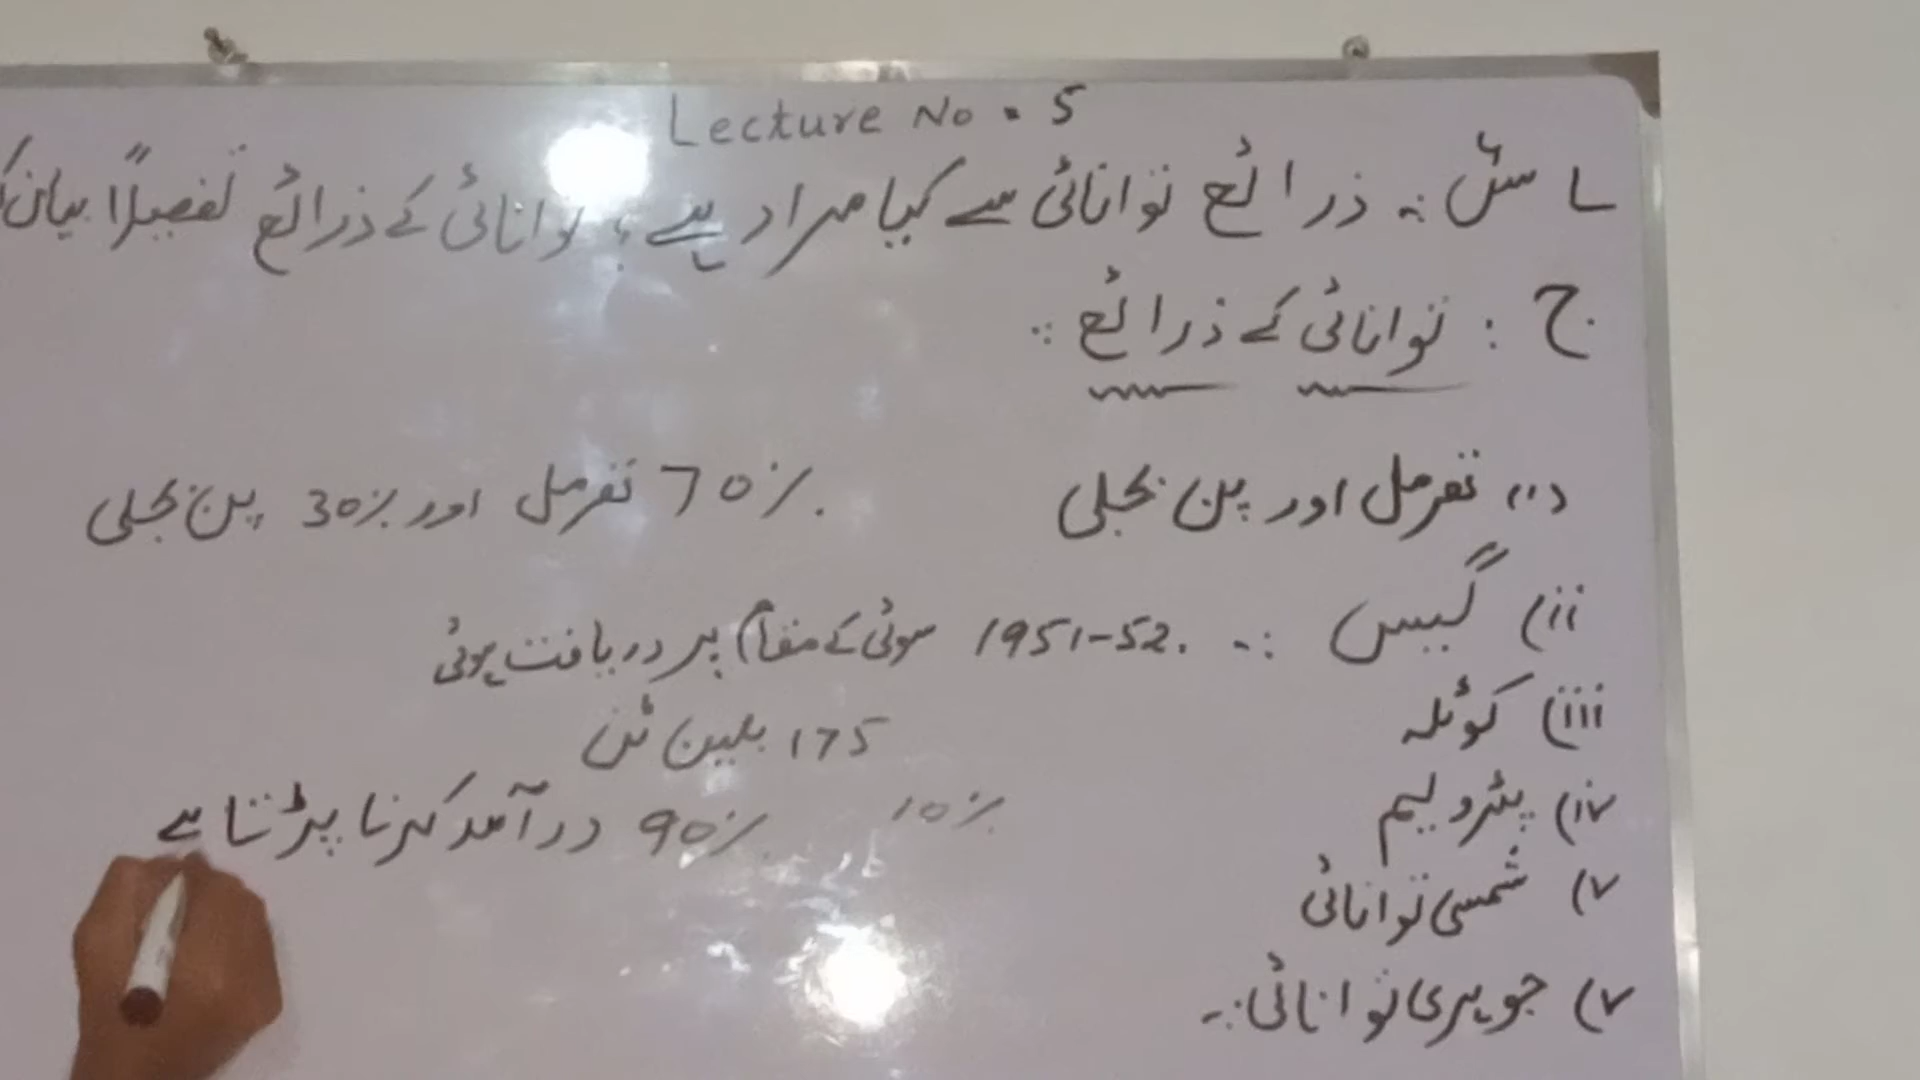 Lecture No. 5
س:۔ ذرائع توانائی سے کیا مراد ہے؟ توانائی کے ذرائع تفصیلاً بیان
ج: توانائی کے ذرائع:۔
(i) تھرمل اور پن بجلی 70% تھرمل اور 30% پن بجلی
(ii) گیس:۔ 1951-52 سوئی کے مقام پر دریافت ہوئی
(iii) کوئلہ 175 بلین ٹن
(iv) پٹرولیم 10% 90% درآمد کرنا پڑتا ہے
(v) شمسی توانائی
(v) جوہری توانائی:۔